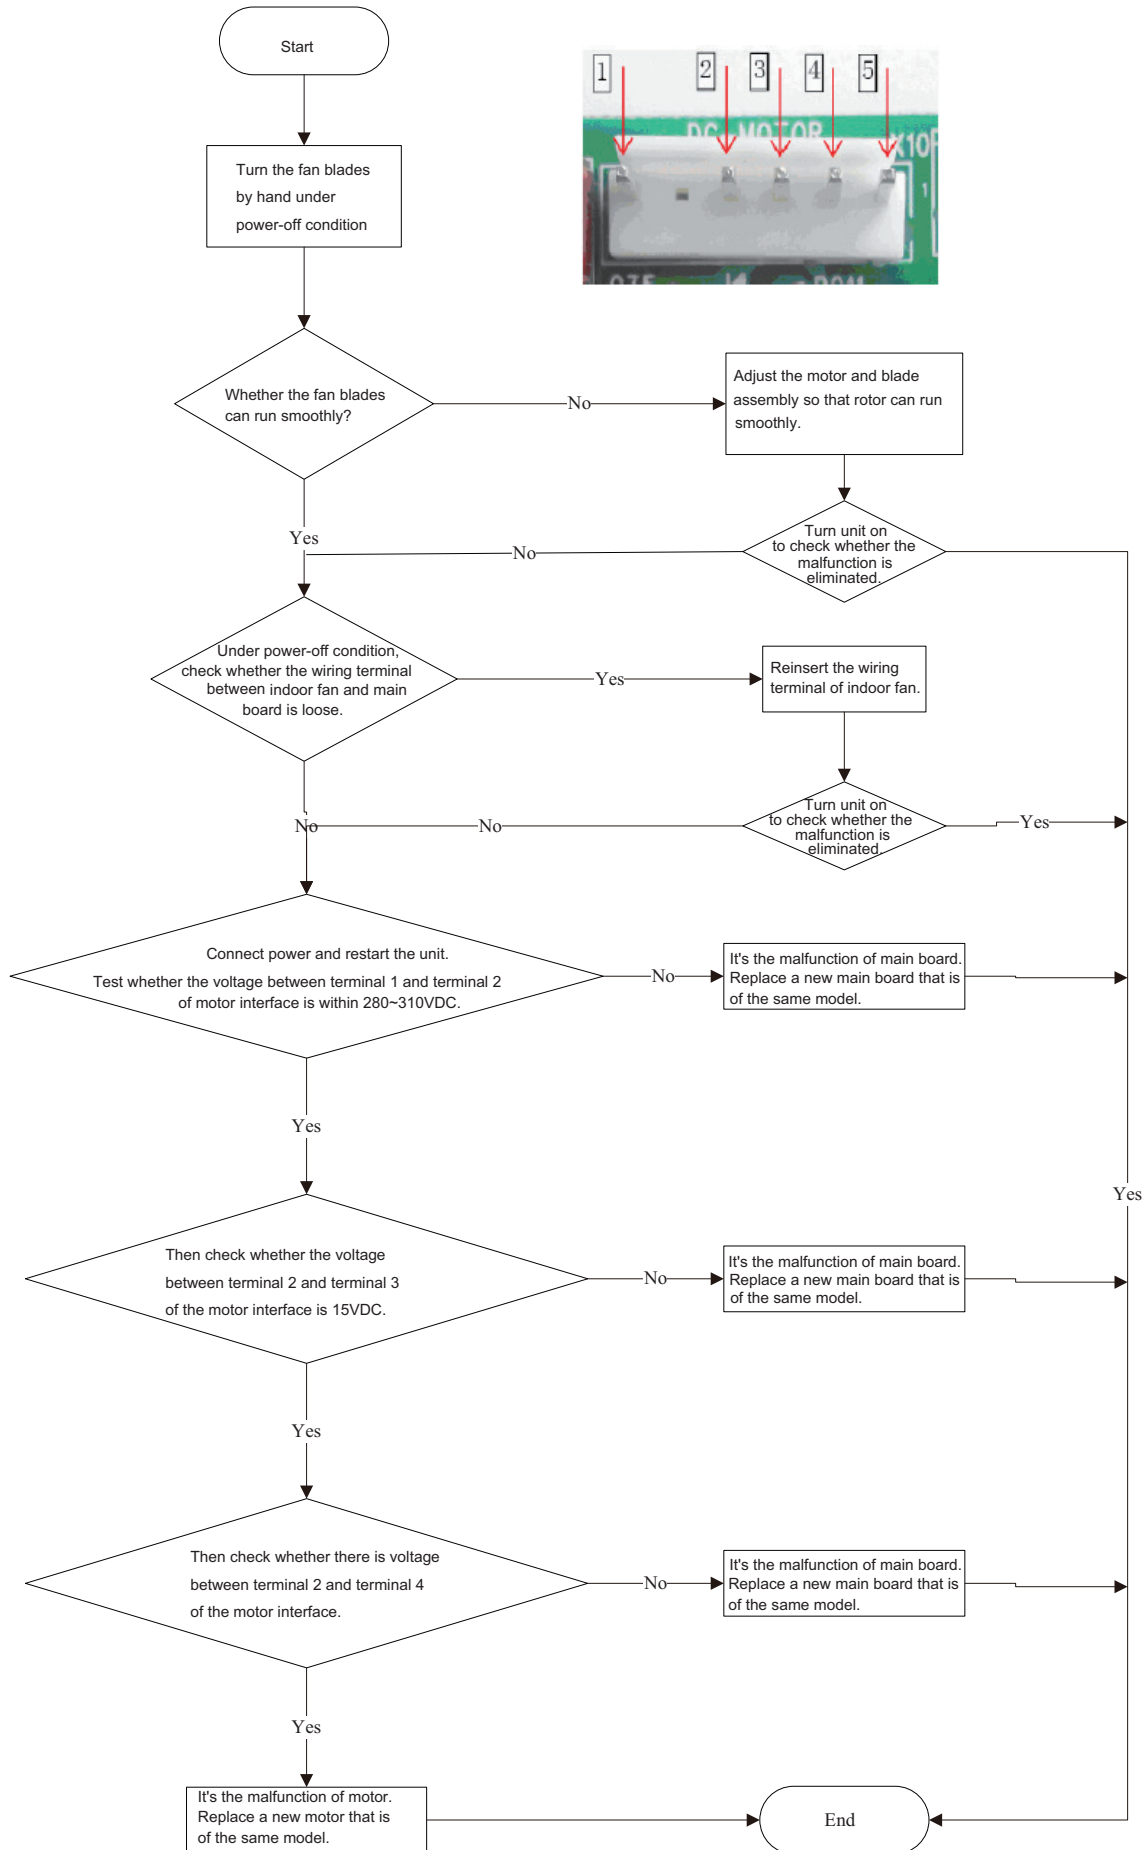 Start
1
2
3
4
5
DC-MOTOR
Turn the fan blades
by hand under
power-off condition
Whether the fan blades
can run smoothly?
No
Adjust the motor and blade
assembly so that rotor can run
smoothly.
Yes
No
Turn unit on
to check whether the
malfunction is
eliminated.
Under power-off condition,
check whether the wiring terminal
between indoor fan and main
board is loose.
Yes
Reinsert the wiring
terminal of indoor fan.
No
No
Turn unit on
to check whether the
malfunction is
eliminated.
Yes
Connect power and restart the unit.
Test whether the voltage between terminal 1 and terminal 2
of motor interface is within 280~310VDC.
No
It's the malfunction of main board.
Replace a new main board that is
of the same model.
Yes
Yes
Then check whether the voltage
between terminal 2 and terminal 3
of the motor interface is 15VDC.
No
It's the malfunction of main board.
Replace a new main board that is
of the same model.
Yes
Then check whether there is voltage
between terminal 2 and terminal 4
of the motor interface.
No
It's the malfunction of main board.
Replace a new main board that is
of the same model.
Yes
It's the malfunction of motor.
Replace a new motor that is
of the same model.
End